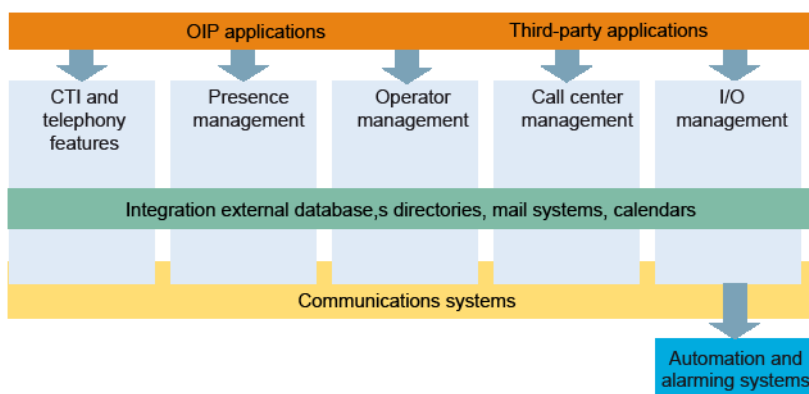 OIP applications Third-party applications
CTI and
telephony
features
Presence
management
Operator
management
Call center
management
I/O
management
Integration external database,s directories, mail systems, calendars
Communications systems
Automation and
alarming systems